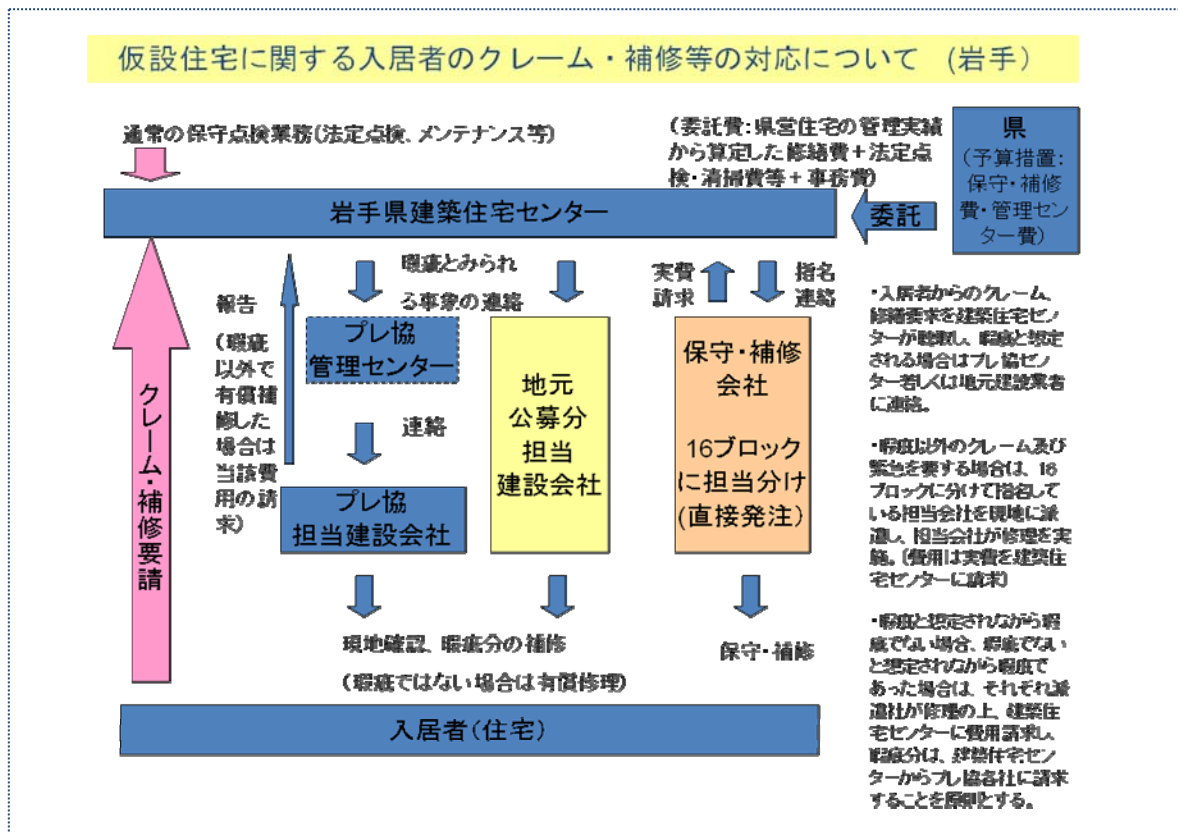 仮設住宅に関する入居者のクレーム・補修等の対応について (岩手)
通常の保守点検業務(法定点検、メンテナンス等)
(委託費:県営住宅の管理実績
から算定した修繕費+法定点
検・清掃費等+事務費)
県
(予算措置:
保守・補修
費・管理セン
ター費)
委託
岩手県建築住宅センター
クレーム・補修要請
報告
(瑕疵
以外で
有償補
修した
場合は
当該費
用の請
求)
瑕疵とみられ
る事象の連絡
プレ協
管理センター
連絡
プレ協
担当建設会社
地元
公募分
担当
建設会社
実費
請求
指名
連絡
保守・補修
会社
16ブロック
に担当分け
(直接発注)
現地確認、瑕疵分の補修
(瑕疵ではない場合は有償修理)
保守・補修
入居者(住宅)
・入居者からのクレーム、
修繕要求を建築住宅セン
ターが聴取し、瑕疵と想定
される場合はプレ協セン
ター若しくは地元建設業者
に連絡。
・瑕疵以外のクレーム及び
緊急を要する場合は、16
ブロックに分けて指名して
いる担当会社を現地に派
遣し、担当会社が修理を実
施。(費用は実費を建築住
宅センターに請求)
・瑕疵と想定されながら瑕
疵でない場合、瑕疵でない
と想定されながら瑕疵で
あった場合は、それぞれ派
遣社が修理の上、建築住
宅センターに費用請求し、
瑕疵分は、建築住宅セン
ターからプレ協各社に請求
することを原則とする。